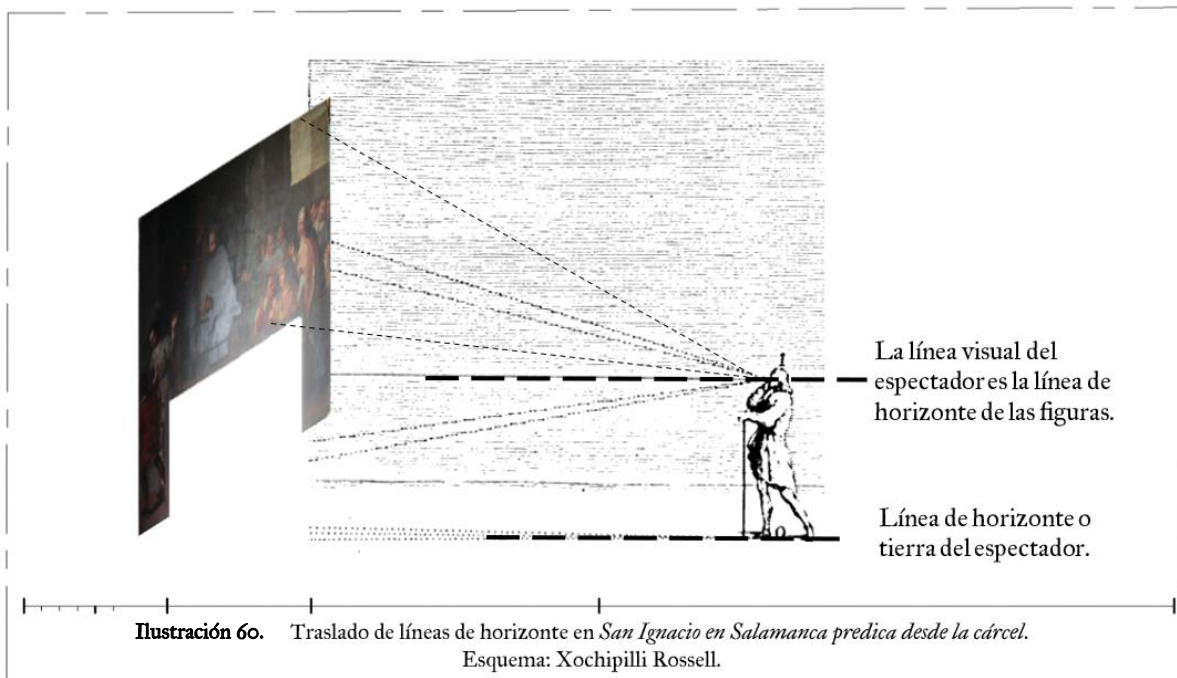 La línea visual del
espectador es la línea de
horizonte de las figuras.
Línea de horizonte o
tierra del espectador.
Ilustración 60. Traslado de líneas de horizonte en San Ignacio en Salamanca predica desde la cárcel.
Esquema: Xochipilli Rossell.